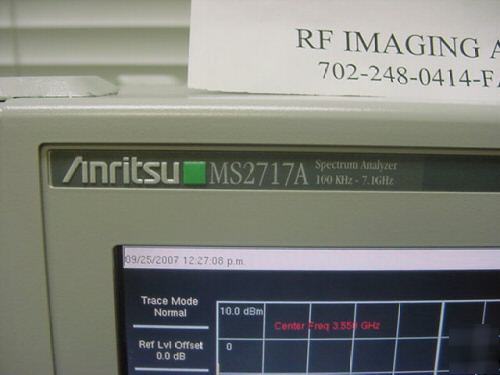 RF IMAGING
702-248-0414-FA
Anritsu MS2717A Spectrum Analyzer
100 KHz - 7.1GHz
09/25/2007 12:27:08 p.m.
Trace Mode
Normal
10.0 dBm
Center Freq 3.550 GHz
Ref Lvl Offset
0
0.0 dB